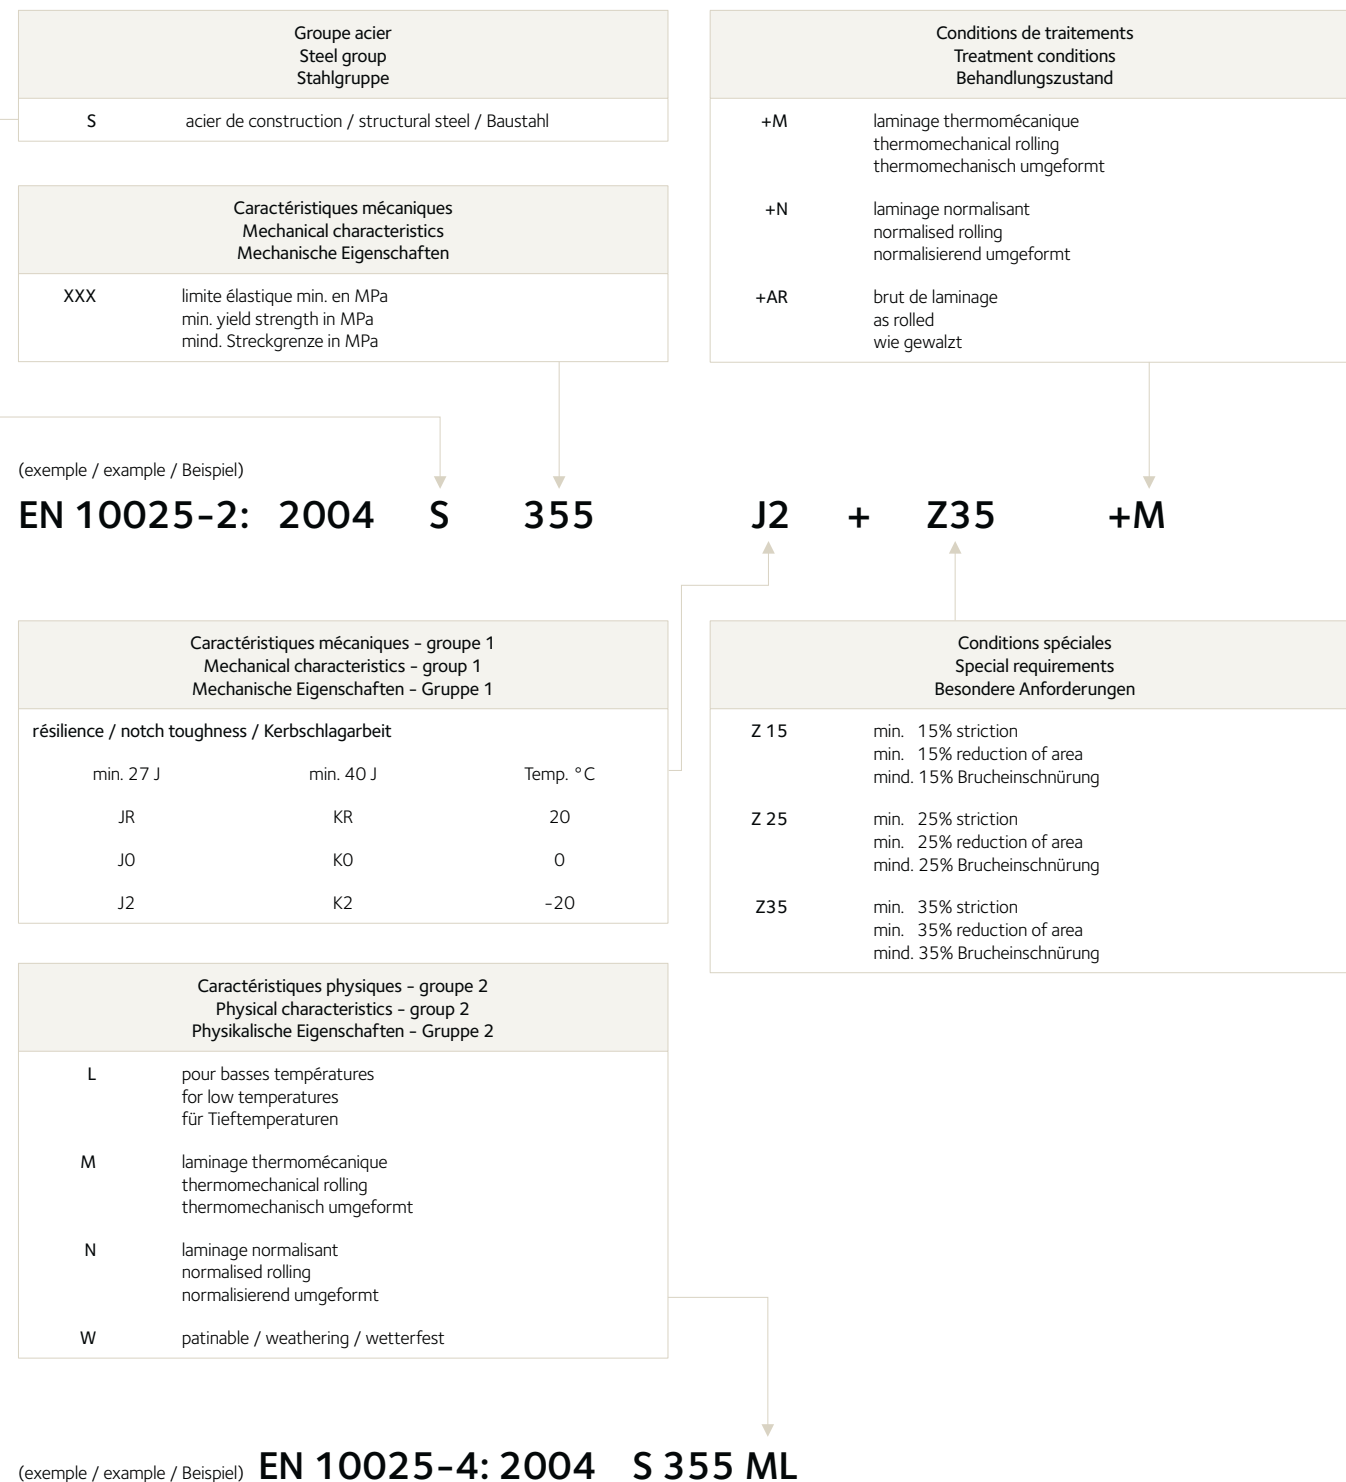 Groupe acier
Steel group
Stahlgruppe
S acier de construction / structural steel / Baustahl
Caractéristiques mécaniques
Mechanical characteristics
Mechanische Eigenschaften
XXX limite élastique min. en MPa
min. yield strength in MPa
mind. Streckgrenze in MPa
Conditions de traitements
Treatment conditions
Behandlungszustand
+M laminage thermomécanique
thermomechanical rolling
thermomechanisch umgeformt
+N laminage normalisant
normalised rolling
normalisierend umgeformt
+AR brut de laminage
as rolled
wie gewalzt
(exemple / example / Beispiel)
EN 10025-2: 2004 S 355 J2 + Z35 +M
Caractéristiques mécaniques - groupe 1
Mechanical characteristics - group 1
Mechanische Eigenschaften - Gruppe 1
résilience / notch toughness / Kerbschlagarbeit
min. 27 J min. 40 J Temp. °C
JR KR 20
J0 K0 0
J2 K2 -20
Conditions spéciales
Special requirements
Besondere Anforderungen
Z 15 min. 15% striction
min. 15% reduction of area
mind. 15% Brucheinschnürung
Z 25 min. 25% striction
min. 25% reduction of area
mind. 25% Brucheinschnürung
Z35 min. 35% striction
min. 35% reduction of area
mind. 35% Brucheinschnürung
Caractéristiques physiques - groupe 2
Physical characteristics - group 2
Physikalische Eigenschaften - Gruppe 2
L pour basses températures
for low temperatures
für Tieftemperaturen
M laminage thermomécanique
thermomechanical rolling
thermomechanisch umgeformt
N laminage normalisant
normalised rolling
normalisierend umgeformt
W patinable / weathering / wetterfest
(exemple / example / Beispiel) EN 10025-4: 2004 S 355 ML